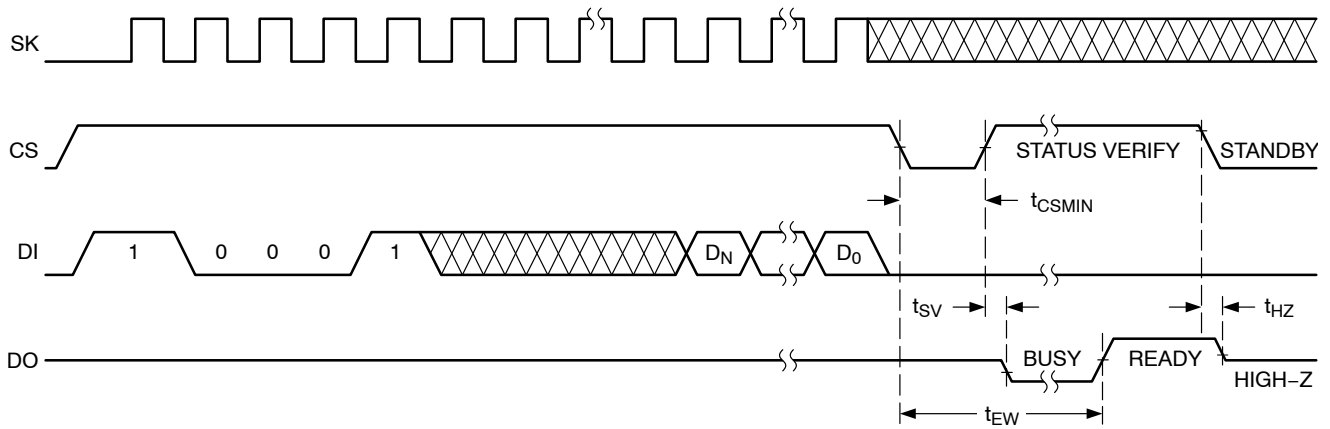 SK
CS
STATUS VERIFY
STANDBY
tCSMIN
DI
1 0 0 0 1 DN D0
tSV
tHZ
DO
BUSY
READY
HIGH–Z
tEW